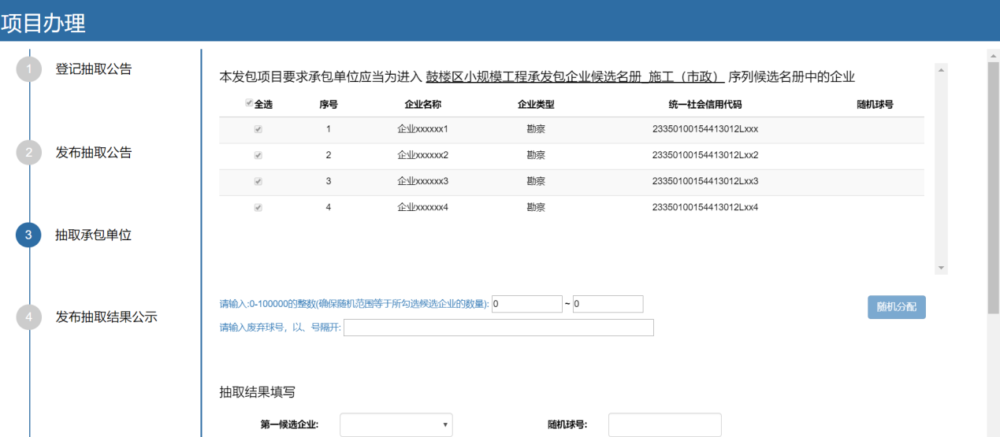 项目办理
1 登记抽取公告
2 发布抽取公告
3 抽取承包单位
4 发布抽取结果公示
本发包项目要求承包单位应当为进入 鼓楼区小规模工程承发包企业候选名册_施工（市政） 序列候选名册中的企业
全选 序号 企业名称 企业类型 统一社会信用代码 随机球号
1 企业xxxxxx1 勘察 23350100154413012Lxxx
2 企业xxxxxx2 勘察 23350100154413012Lxx2
3 企业xxxxxx3 勘察 23350100154413012Lxx3
4 企业xxxxxx4 勘察 23350100154413012Lxx4
请输入:0-100000的整数(确保随机范围等于所勾选候选企业的数量): 0 ~ 0 随机分配
请输入废弃球号，以、号隔开:
抽取结果填写
第一候选企业: 随机球号: